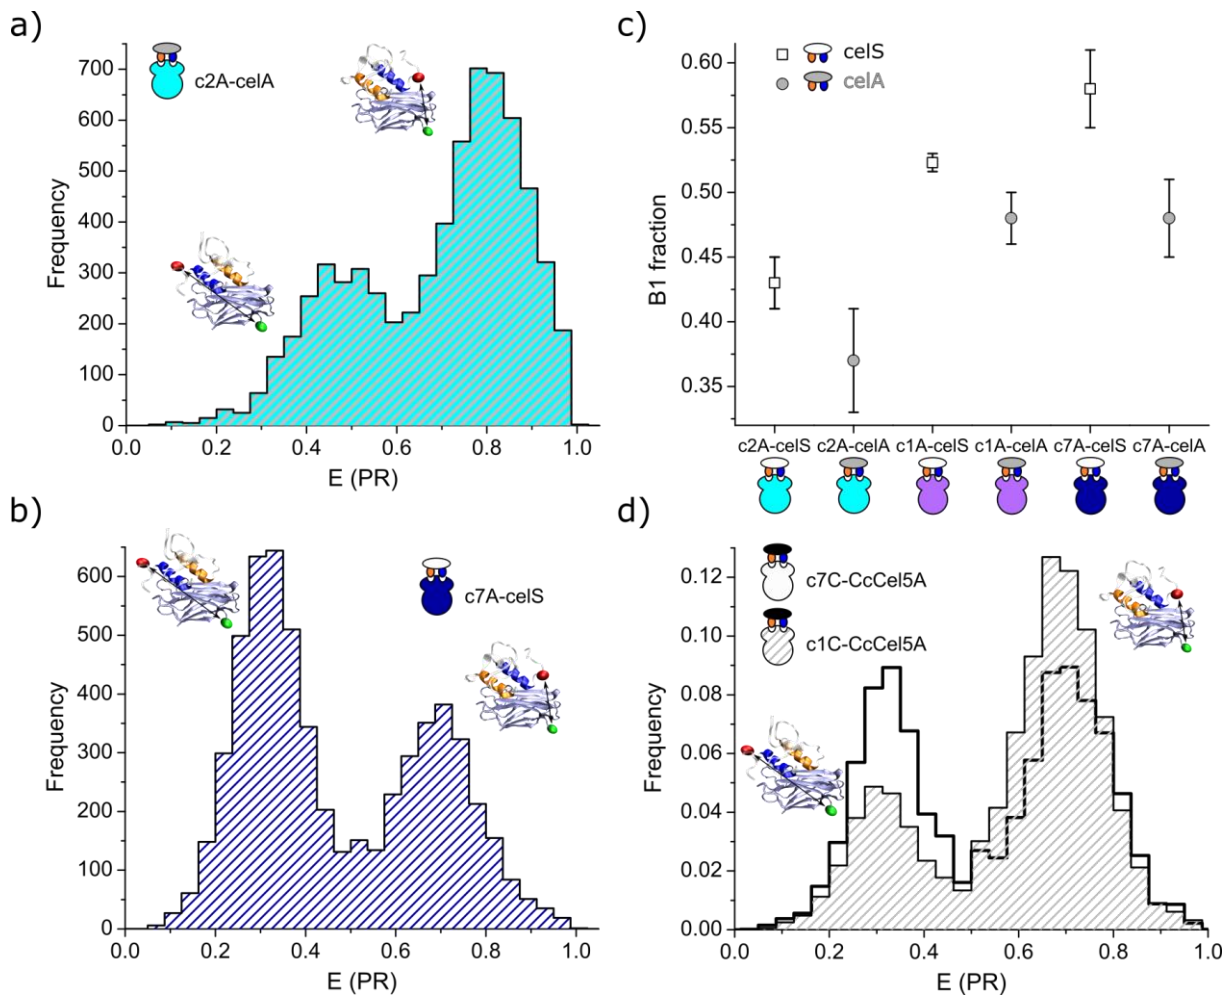 a)
c2A-celA
Frequency
700
600
500
400
300
200
100
0
0.0 0.2 0.4 0.6 0.8 1.0
E (PR)
c)
celS
celA
B1 fraction
0.60
0.55
0.50
0.45
0.40
0.35
c2A-celS c2A-celA c1A-celS c1A-celA c7A-celS c7A-celA
b)
c7A-celS
Frequency
600
500
400
300
200
100
0
0.0 0.2 0.4 0.6 0.8 1.0
E (PR)
d)
c7C-CcCel5A
c1C-CcCel5A
Frequency
0.12
0.10
0.08
0.06
0.04
0.02
0.00
0.0 0.2 0.4 0.6 0.8 1.0
E (PR)